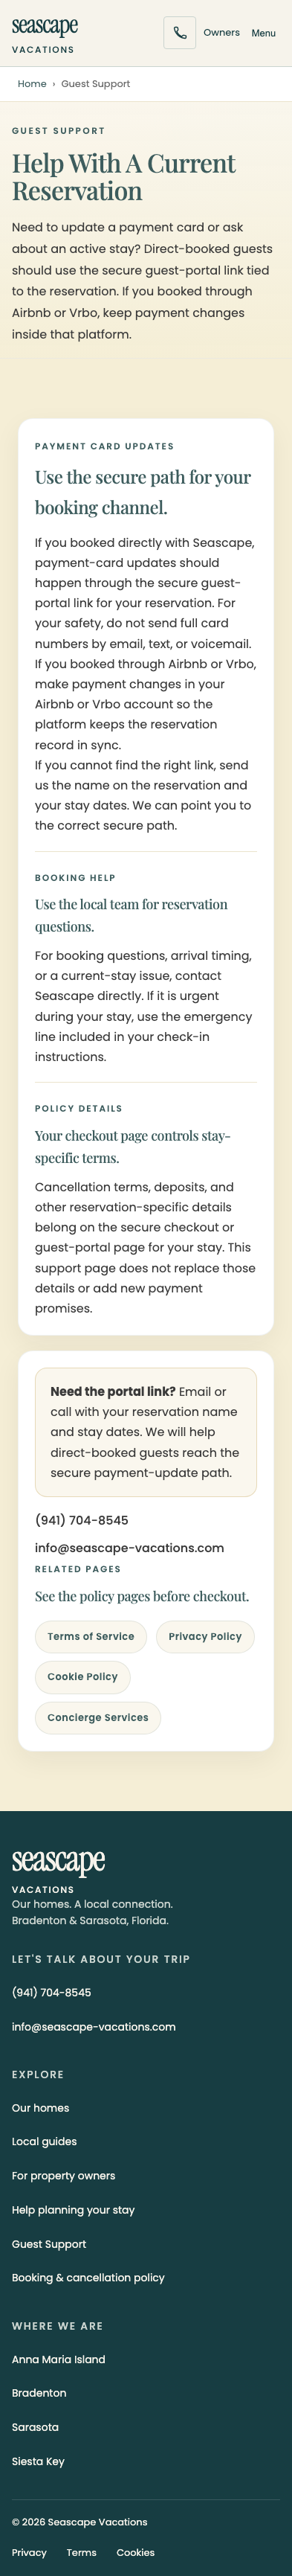 seascape
VACATIONS
Owners
Menu
Home › Guest Support
GUEST SUPPORT
Help With A Current
Reservation
Need to update a payment card or ask
about an active stay? Direct-booked guests
should use the secure guest-portal link tied
to the reservation. If you booked through
Airbnb or Vrbo, keep payment changes
inside that platform.
PAYMENT CARD UPDATES
Use the secure path for your
booking channel.
If you booked directly with Seascape,
payment-card updates should
happen through the secure guest-
portal link for your reservation. For
your safety, do not send full card
numbers by email, text, or voicemail.
If you booked through Airbnb or Vrbo,
make payment changes in your
Airbnb or Vrbo account so the
platform keeps the reservation
record in sync.
If you cannot find the right link, send
us the name on the reservation and
your stay dates. We can point you to
the correct secure path.
BOOKING HELP
Use the local team for reservation
questions.
For booking questions, arrival timing,
or a current-stay issue, contact
Seascape directly. If it is urgent
during your stay, use the emergency
line included in your check-in
instructions.
POLICY DETAILS
Your checkout page controls stay-
specific terms.
Cancellation terms, deposits, and
other reservation-specific details
belong on the secure checkout or
guest-portal page for your stay. This
support page does not replace those
details or add new payment
promises.
Need the portal link? Email or
call with your reservation name
and stay dates. We will help
direct-booked guests reach the
secure payment-update path.
(941) 704-8545
info@seascape-vacations.com
RELATED PAGES
See the policy pages before checkout.
Terms of Service
Privacy Policy
Cookie Policy
Concierge Services
seascape
VACATIONS
Our homes. A local connection.
Bradenton & Sarasota, Florida.
LET'S TALK ABOUT YOUR TRIP
(941) 704-8545
info@seascape-vacations.com
EXPLORE
Our homes
Local guides
For property owners
Help planning your stay
Guest Support
Booking & cancellation policy
WHERE WE ARE
Anna Maria Island
Bradenton
Sarasota
Siesta Key
© 2026 Seascape Vacations
Privacy
Terms
Cookies